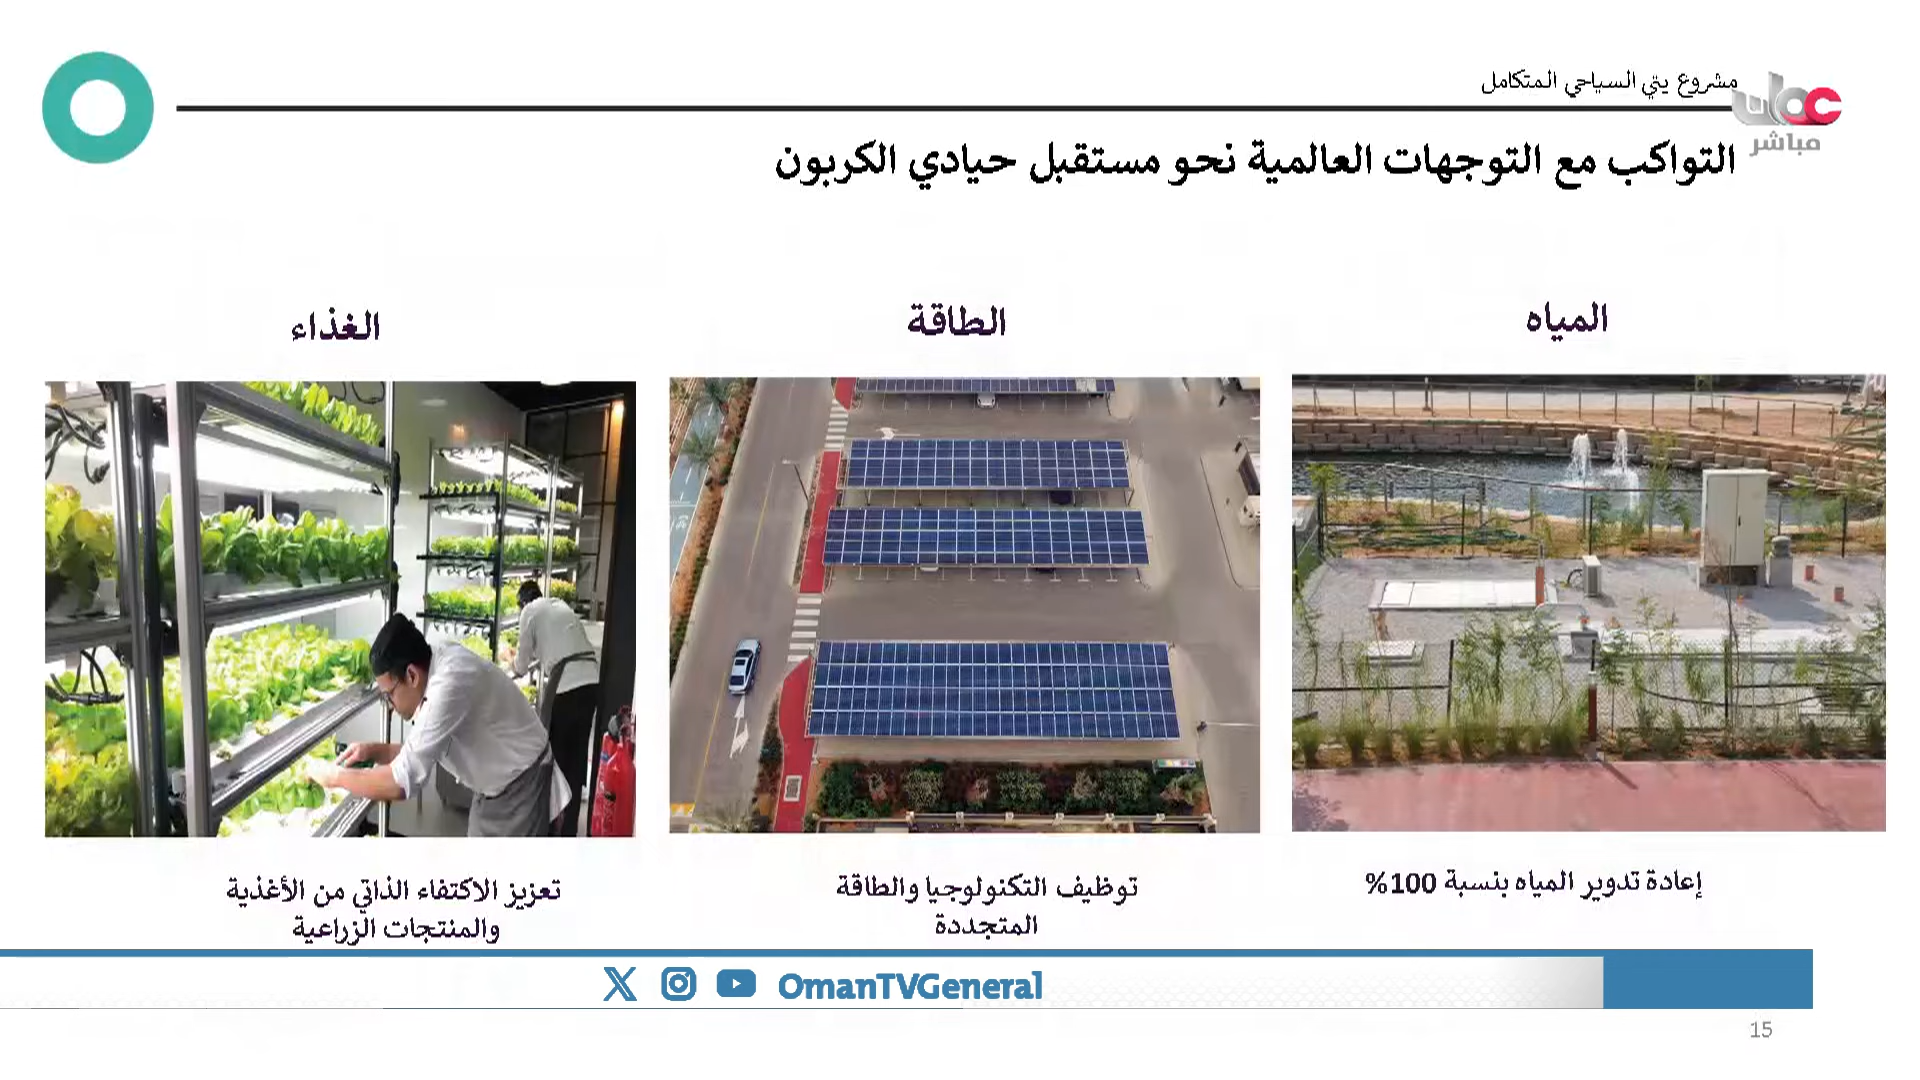 مشروع يتي السياحي المتكامل
عمان
مباشر
التواكب مع التوجهات العالمية نحو مستقبل حيادي الكربون
المياه
الطاقة
الغذاء
إعادة تدوير المياه بنسبة 100%
توظيف التكنولوجيا والطاقة
المتجددة
تعزيز الاكتفاء الذاتي من الأغذية
والمنتجات الزراعية
OmanTVGeneral
15